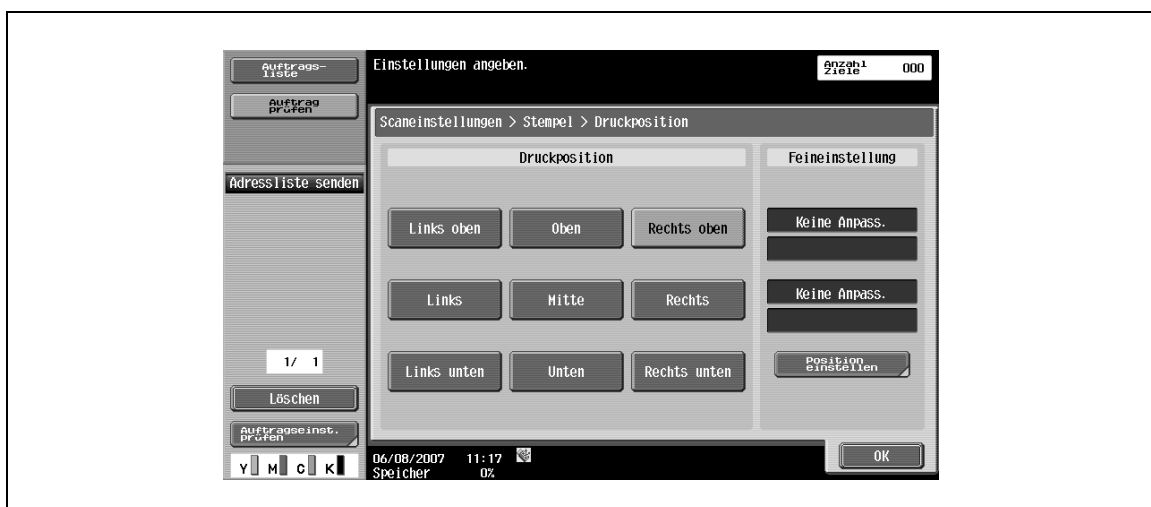 Auftrags-
liste
Auftrag
prüfen
Adressliste senden
1/ 1
Löschen
Auftragseinst.
prüfen
Y M C K
Einstellungen angeben.
Anzahl
Ziele 000
Scaneinstellungen > Stempel > Druckposition
Druckposition
Links oben Oben Rechts oben
Links Mitte Rechts
Links unten Unten Rechts unten
Feineinstellung
Keine Anpass.
Keine Anpass.
Position
einstellen
06/08/2007 11:17
Speicher 0%
OK